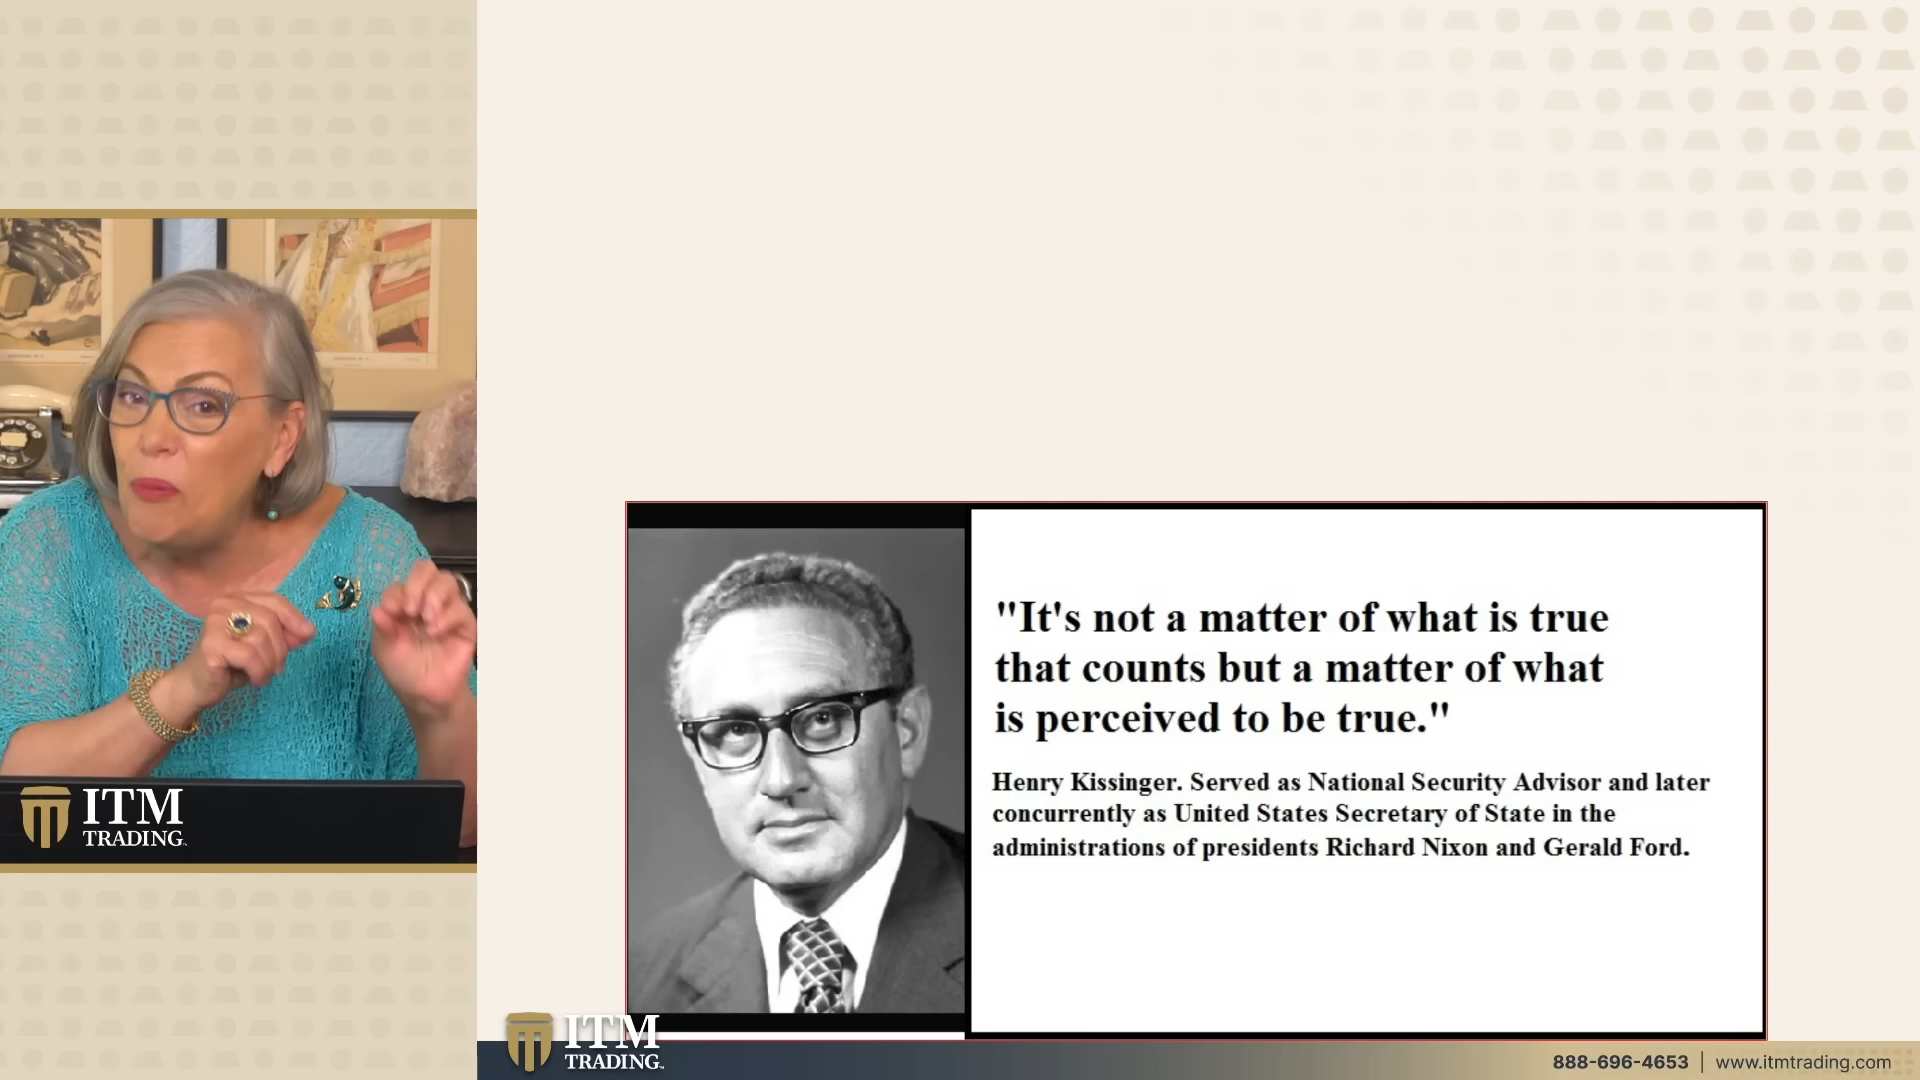 ITM
TRADING
"It's not a matter of what is true
that counts but a matter of what
is perceived to be true."
Henry Kissinger. Served as National Security Advisor and later
concurrently as United States Secretary of State in the
administrations of presidents Richard Nixon and Gerald Ford.
ITM
TRADING
888-696-4653 | www.itmtrading.com